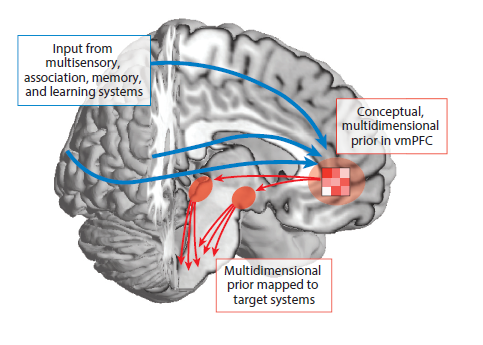 Input from
multisensory,
association, memory,
and learning systems
Conceptual,
multidimensional
prior in vmPFC
Multidimensional
prior mapped to
target systems